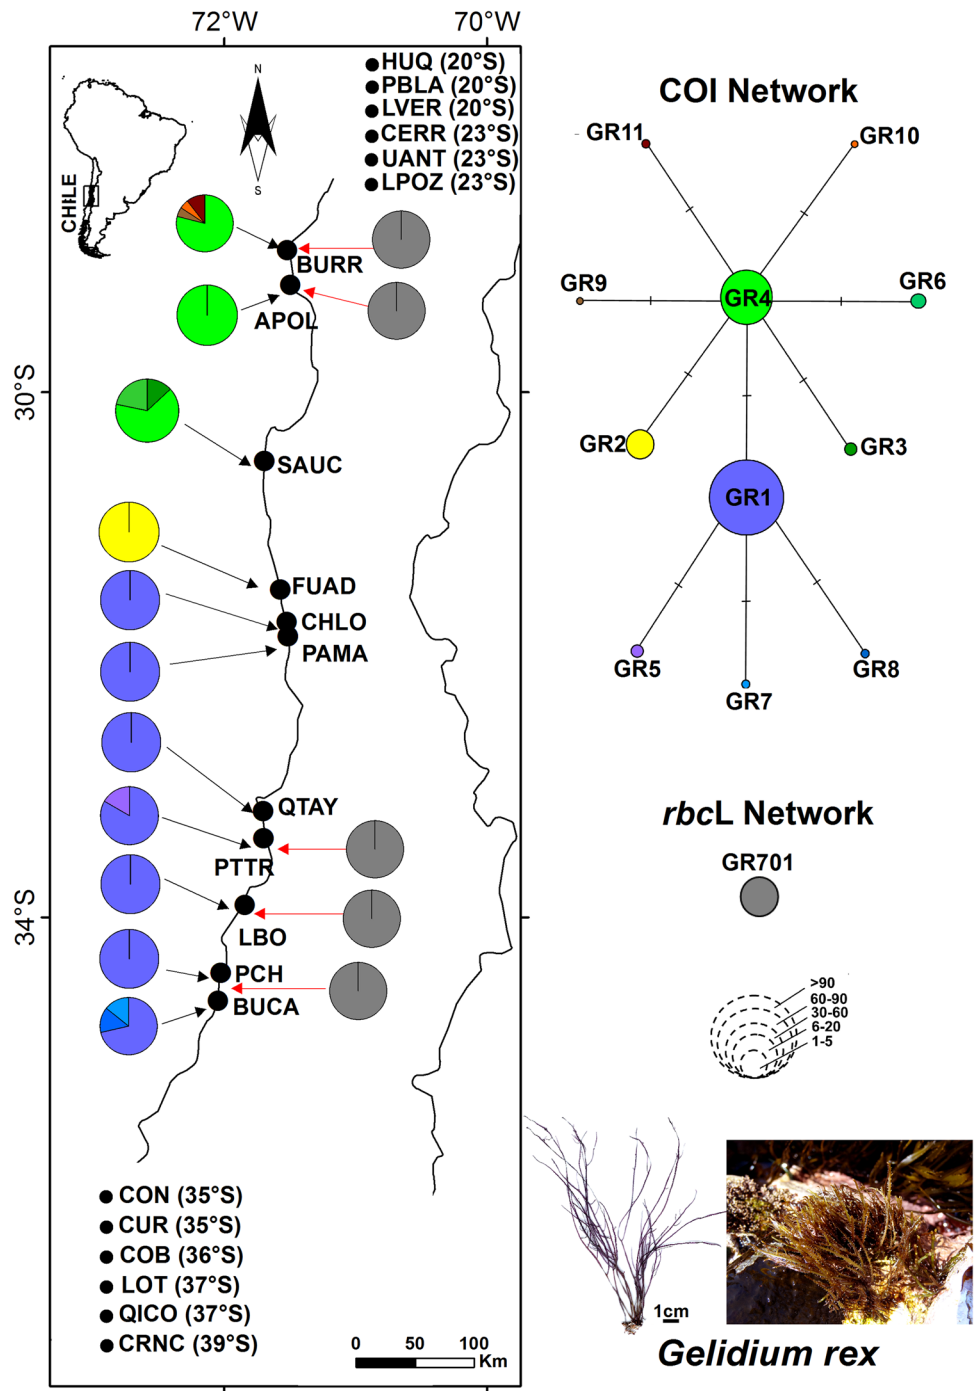 72°W
70°W
CHILE
N
S
HUQ (20°S)
PBLA (20°S)
LVER (20°S)
CERR (23°S)
UANT (23°S)
LPOZ (23°S)
BURR
APOL
30°S
SAUC
FUAD
CHLO
PAMA
QTAY
PTTR
34°S
LBO
PCH
BUCA
CON (35°S)
CUR (35°S)
COB (36°S)
LOT (37°S)
QICO (37°S)
CRNC (39°S)
0 50 100
Km
COI Network
GR11
GR10
GR9
GR4
GR6
GR2
GR3
GR1
GR5
GR8
GR7
rbcL Network
GR701
>90
60-90
30-60
6-20
1-5
1cm
Gelidium rex